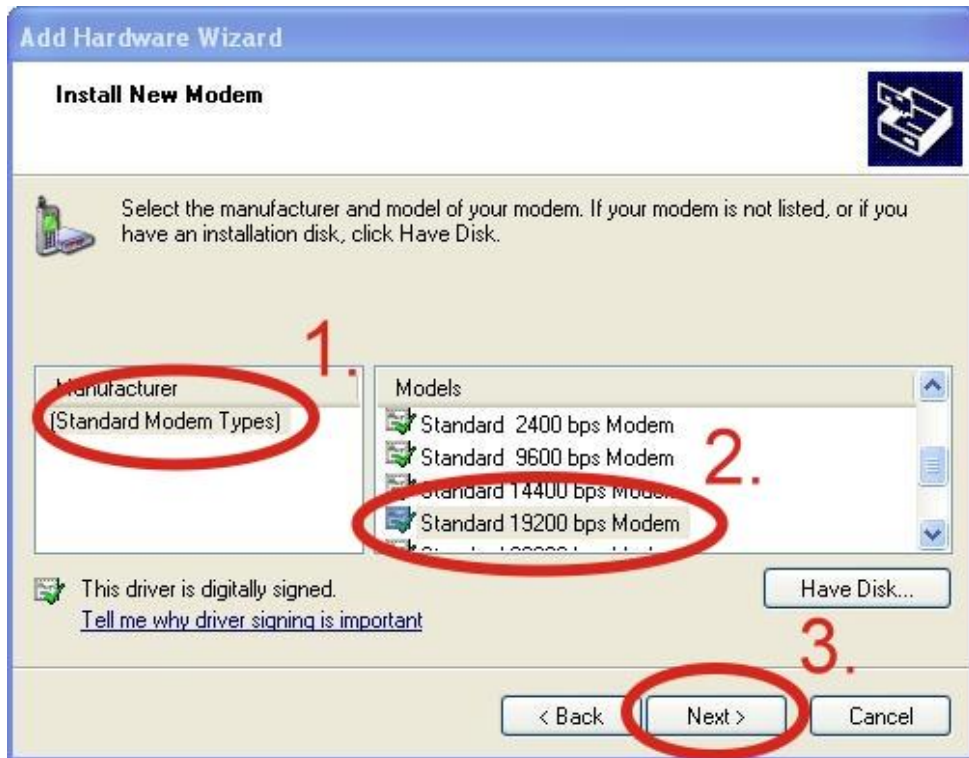 Add Hardware Wizard
Install New Modem
Select the manufacturer and model of your modem. If your modem is not listed, or if you
have an installation disk, click Have Disk.
1.
Manufacturer
(Standard Modem Types)
Models
Standard 2400 bps Modem
Standard 9600 bps Modem
2.
Standard 14400 bps Modem
Standard 19200 bps Modem
This driver is digitally signed.
Tell me why driver signing is important
Have Disk...
3.
< Back
Next >
Cancel